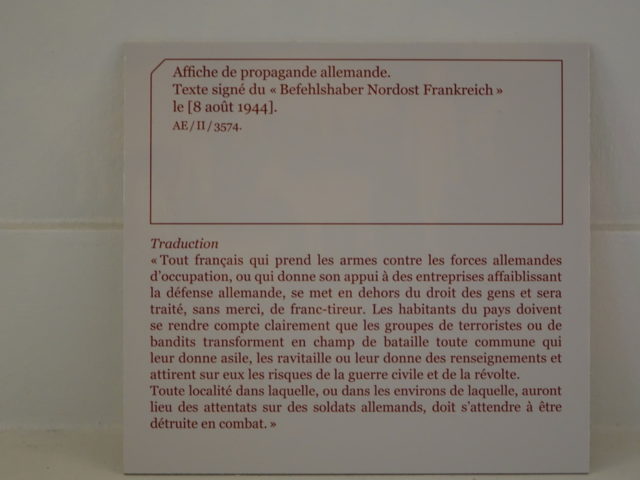 Affiche de propagande allemande.
Texte signé du « Befehlshaber Nordost Frankreich »
le [8 août 1944].
AE / II / 3574.
Traduction
« Tout français qui prend les armes contre les forces allemandes
d'occupation, ou qui donne son appui à des entreprises affaiblissant
la défense allemande, se met en dehors du droit des gens et sera
traité, sans merci, de franc-tireur. Les habitants du pays doivent
se rendre compte clairement que les groupes de terroristes ou de
bandits transforment en champ de bataille toute commune qui
leur donne asile, les ravitaille ou leur donne des renseignements et
attirent sur eux les risques de la guerre civile et de la révolte.
Toute localité dans laquelle, ou dans les environs de laquelle, auront
lieu des attentats sur des soldats allemands, doit s'attendre à être
détruite en combat. »